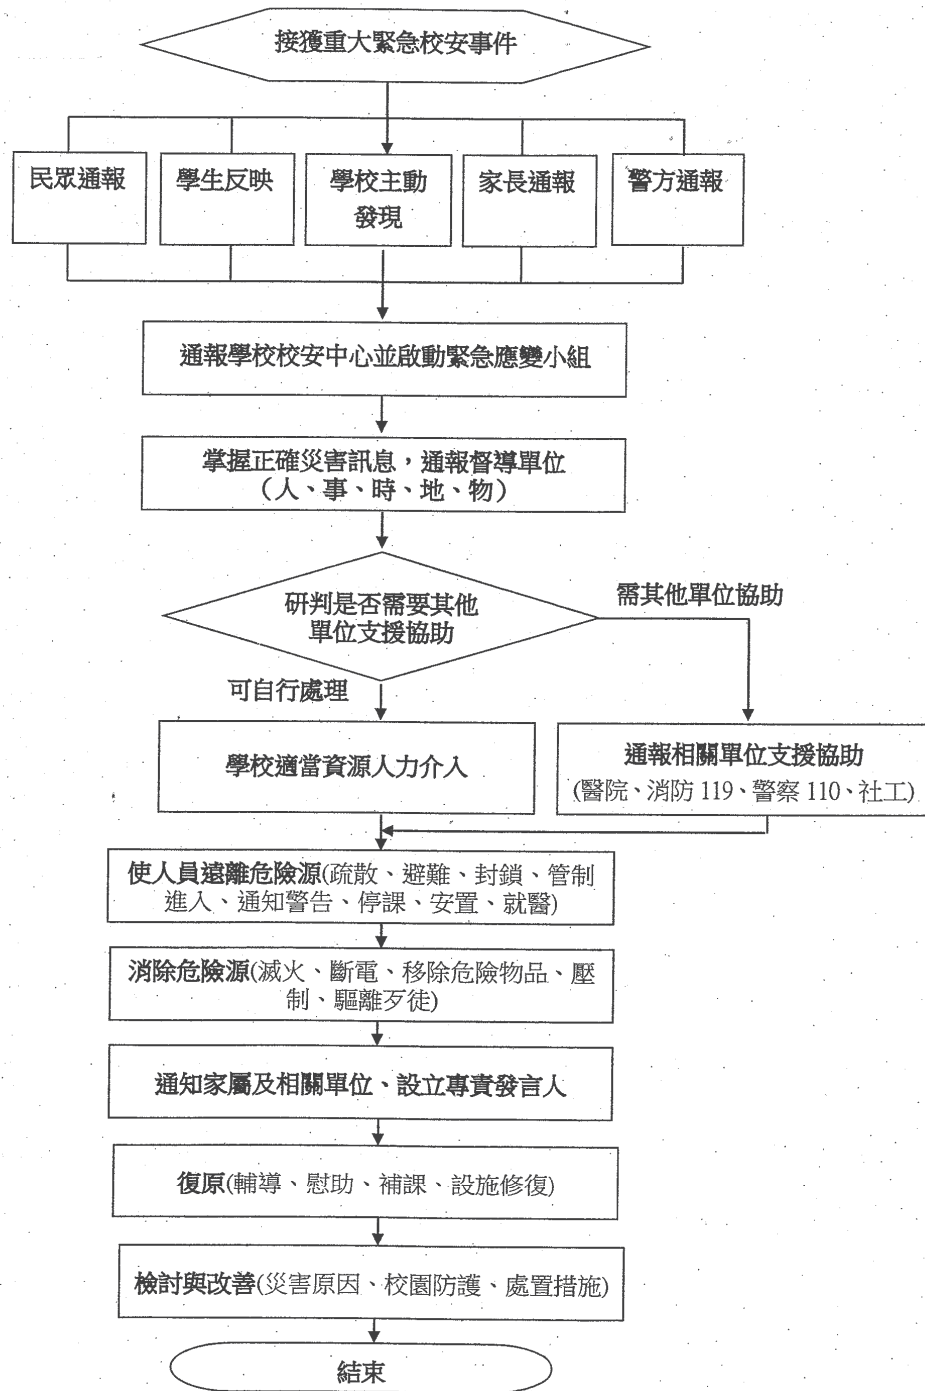 接獲重大緊急校安事件
民眾通報
學生反映
學校主動
發現
家長通報
警方通報
通報學校校安中心並啟動緊急應變小組
掌握正確災害訊息，通報督導單位
（人、事、時、地、物）
研判是否需要其他
單位支援協助
需其他單位協助
可自行處理
學校適當資源人力介入
通報相關單位支援協助
(醫院、消防 119、警察 110、社工)
使人員遠離危險源(疏散、避難、封鎖、管制
進入、通知警告、停課、安置、就醫)
消除危險源(滅火、斷電、移除危險物品、壓
制、驅離歹徒)
通知家屬及相關單位、設立專責發言人
復原(輔導、慰助、補課、設施修復)
檢討與改善(災害原因、校園防護、處置措施)
結束